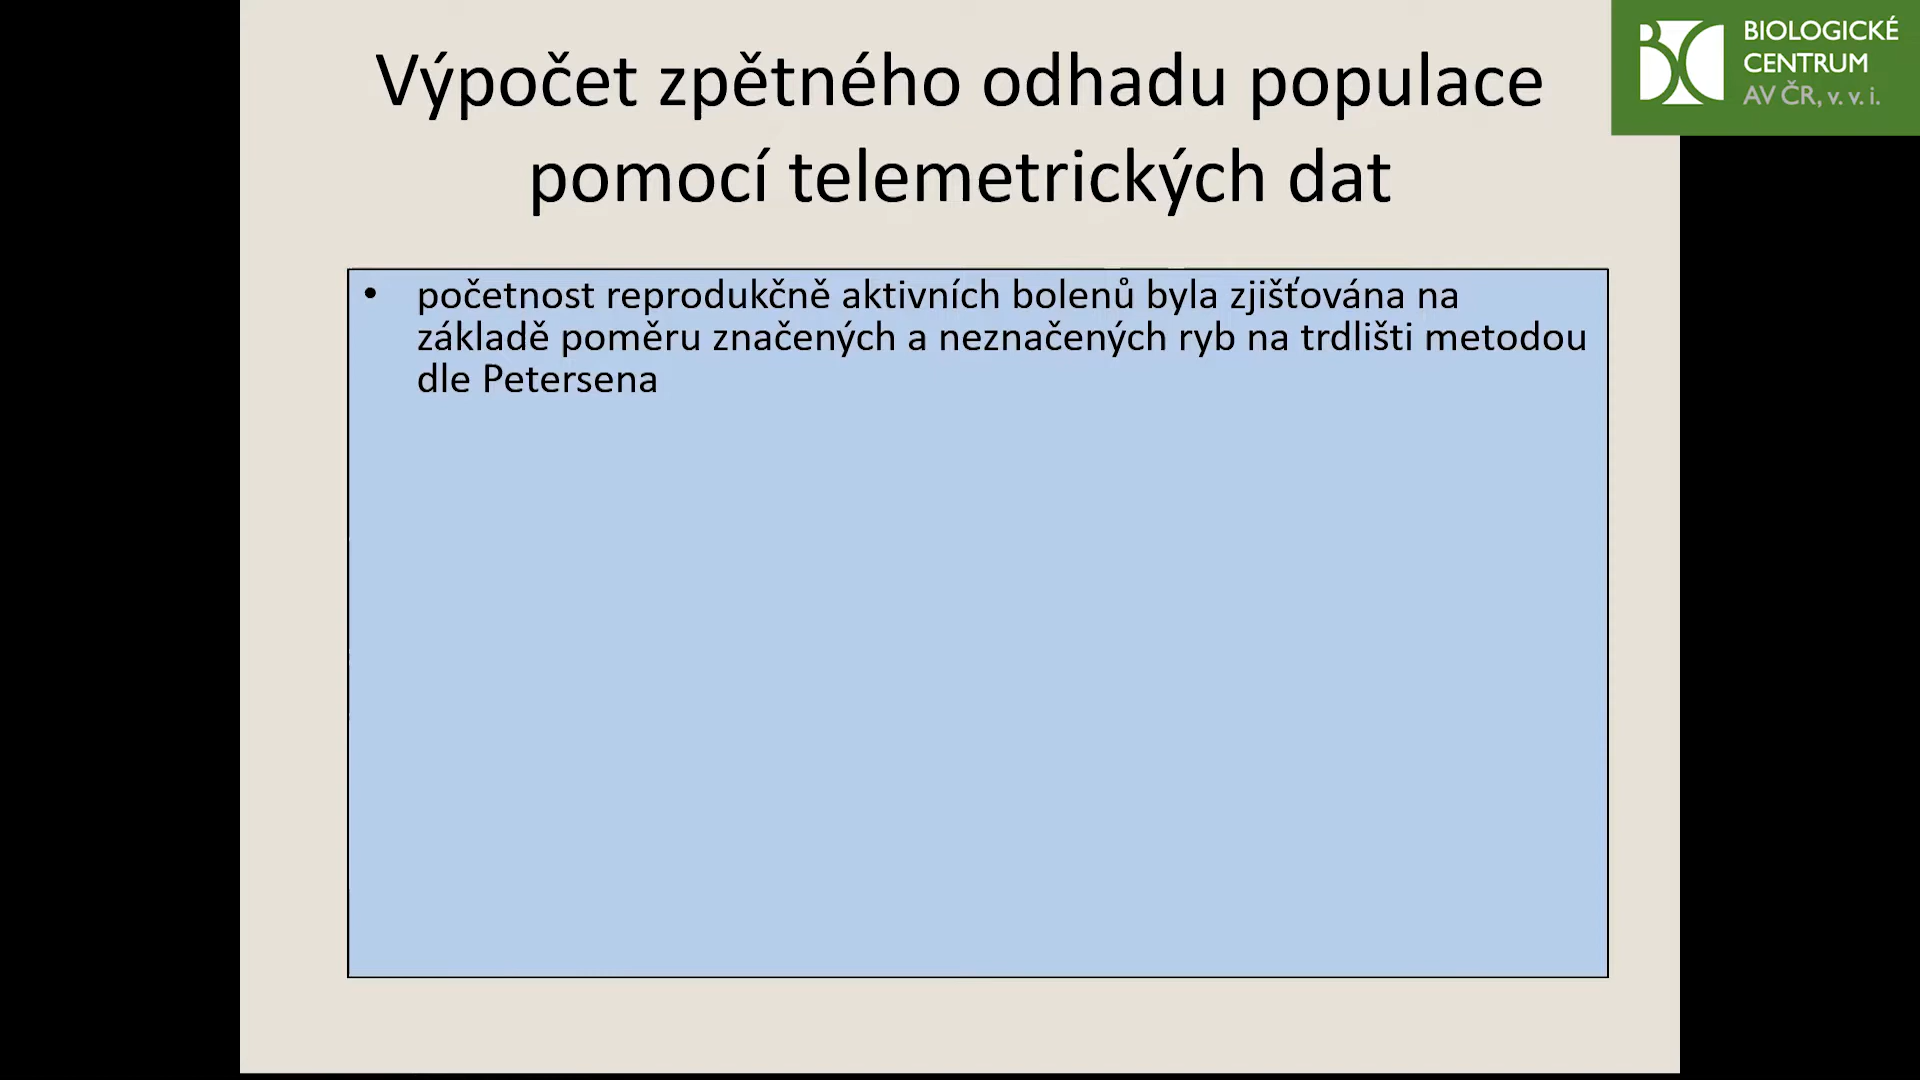 Výpočet zpětného odhadu populace
pomocí telemetrických dat
BIOLOGICKÉ
CENTRUM
AV ČR, v. v. i.
• početnost reprodukčně aktivních bolenů byla zjišťována na
základě poměru značených a neznačených ryb na trdlišti metodou
dle Petersena